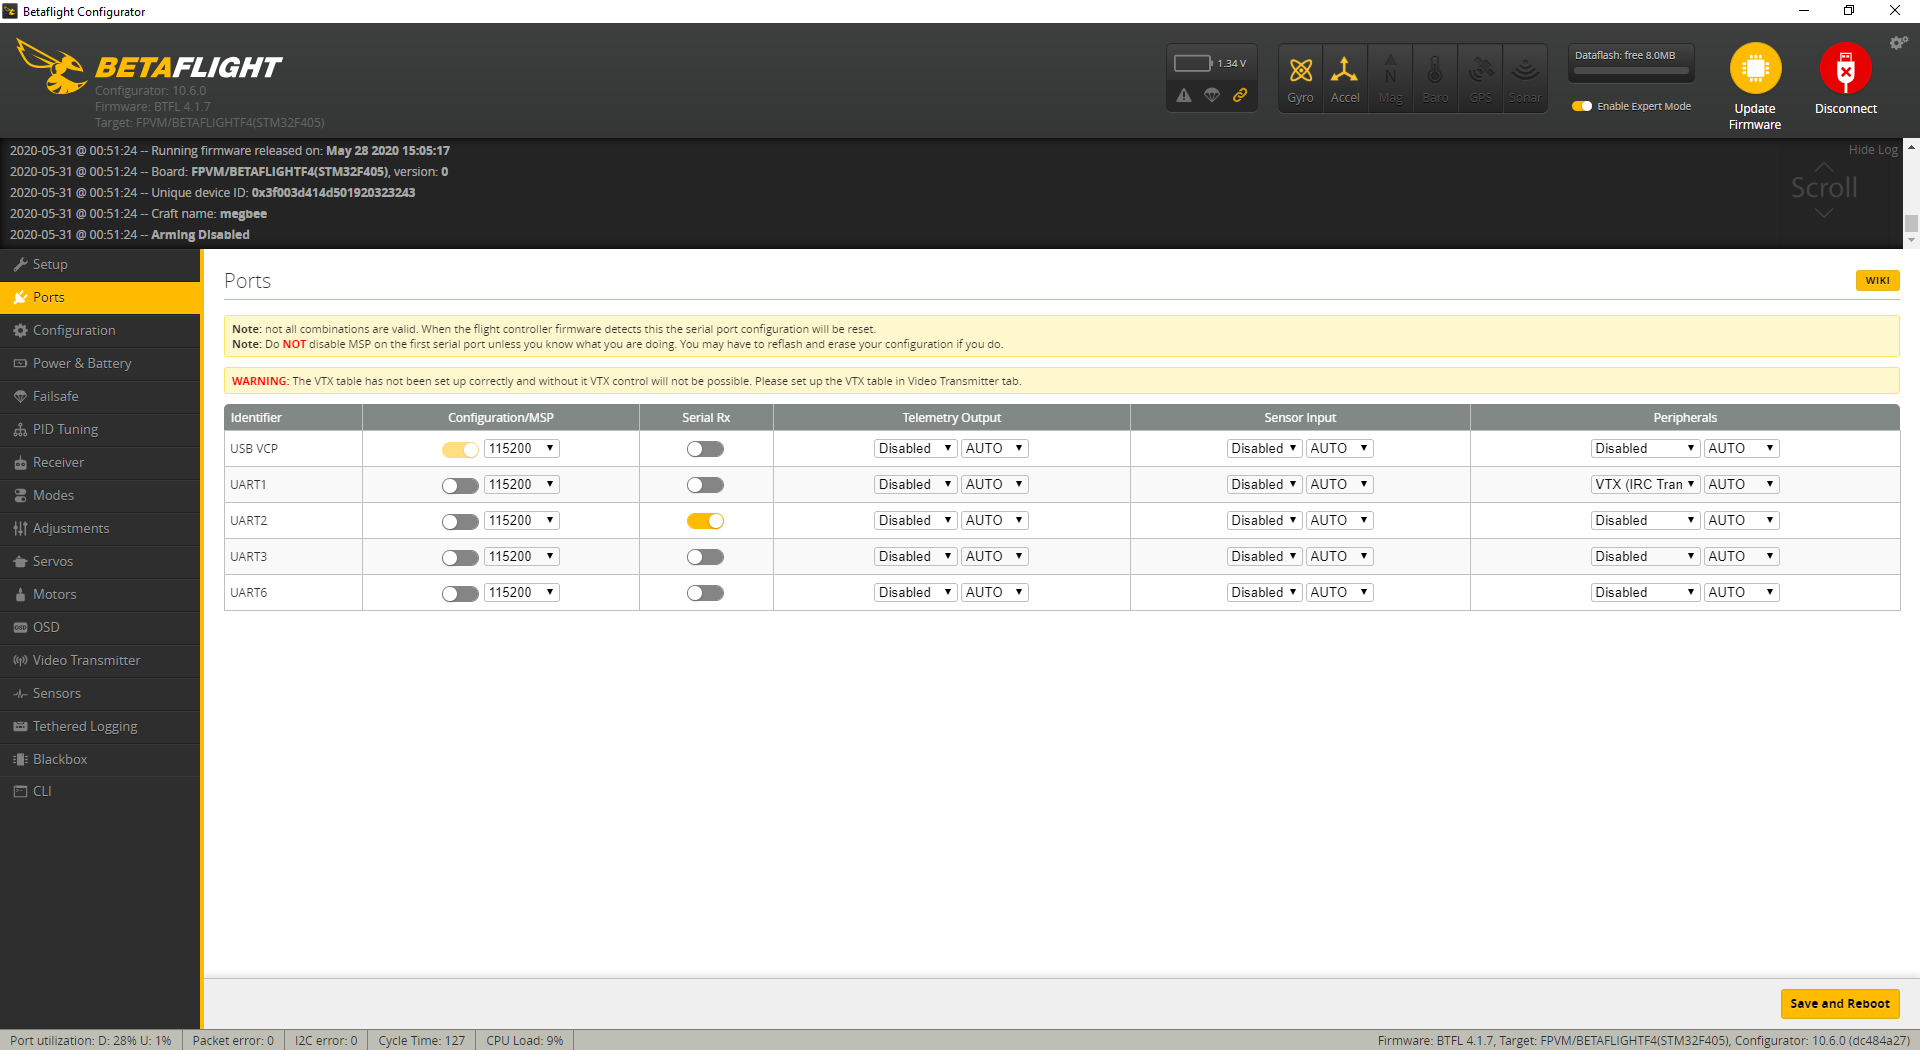 Betaflight Configurator
BETAFLIGHT
Configurator: 10.6.0
Firmware: BTFL 4.1.7
Target: FPVM/BETAFLIGHTF4(STM32F405)
1.34 V
Gyro Accel Mag Baro GPS Sonar
Dataflash: free 8.0MB
Enable Expert Mode
Update Firmware
Disconnect
2020-05-31 @ 00:51:24 -- Running firmware released on: May 28 2020 15:05:17
2020-05-31 @ 00:51:24 -- Board: FPVM/BETAFLIGHTF4(STM32F405), version: 0
2020-05-31 @ 00:51:24 -- Unique device ID: 0x3f003d414d501920323243
2020-05-31 @ 00:51:24 -- Craft name: megbee
2020-05-31 @ 00:51:24 -- Arming Disabled
Hide Log
Scroll
Setup
Ports
Configuration
Power & Battery
Failsafe
PID Tuning
Receiver
Modes
Adjustments
Servos
Motors
OSD
Video Transmitter
Sensors
Tethered Logging
Blackbox
CLI
Ports
WIKI
Note: not all combinations are valid. When the flight controller firmware detects this the serial port configuration will be reset.
Note: Do NOT disable MSP on the first serial port unless you know what you are doing. You may have to reflash and erase your configuration if you do.
WARNING: The VTX table has not been set up correctly and without it VTX control will not be possible. Please set up the VTX table in Video Transmitter tab.
Identifier Configuration/MSP Serial Rx Telemetry Output Sensor Input Peripherals
USB VCP 115200 Disabled AUTO Disabled AUTO Disabled AUTO
UART1 115200 Disabled AUTO Disabled AUTO VTX (IRC Tran AUTO
UART2 115200 Disabled AUTO Disabled AUTO Disabled AUTO
UART3 115200 Disabled AUTO Disabled AUTO Disabled AUTO
UART6 115200 Disabled AUTO Disabled AUTO Disabled AUTO
Save and Reboot
Port utilization: D: 28% U: 1% Packet error: 0 I2C error: 0 Cycle Time: 127 CPU Load: 9% Firmware: BTFL 4.1.7, Target: FPVM/BETAFLIGHTF4(STM32F405), Configurator: 10.6.0 (dc484a27)